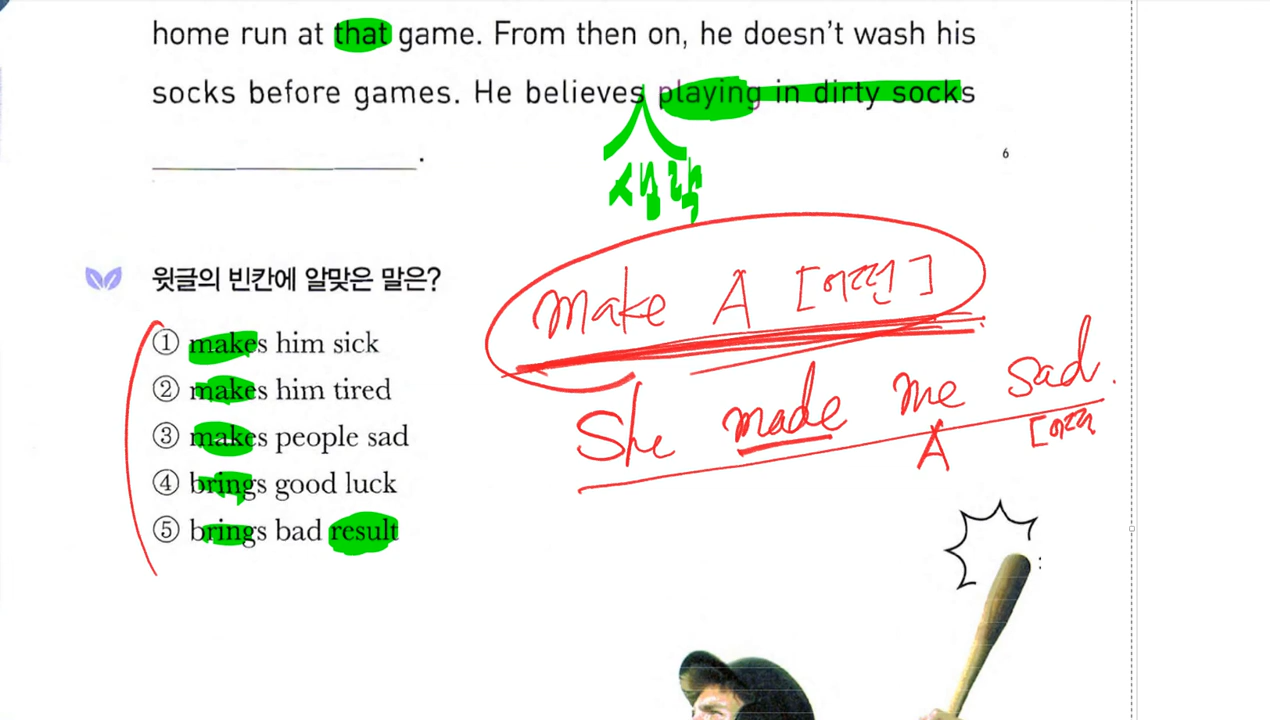 home run at that game. From then on, he doesn't wash his
socks before games. He believes playing in dirty socks
.
6
생략
윗글의 빈칸에 알맞은 말은?
make A [어떤]
① makes him sick
② makes him tired
③ makes people sad
④ brings good luck
⑤ brings bad result
She made me sad.
A [어떤